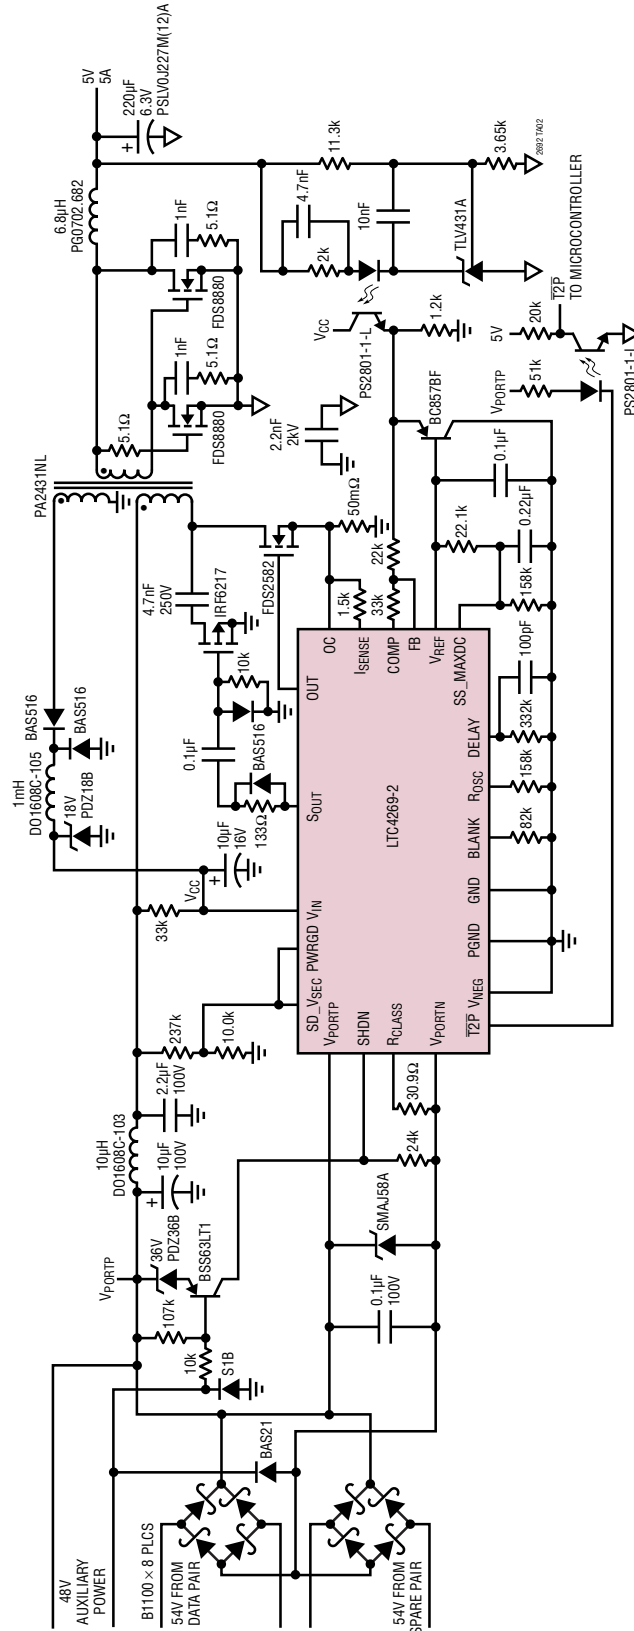 48V
AUXILIARY
POWER
B1100 × 8 PLCS
54V FROM
DATA PAIR
54V FROM
SPARE PAIR
BAS21
S1B
10k
107k
VPORTP
36V
PDZ36B
BSS63LT1
0.1µF
100V
SMAJ58A
24k
30.9Ω
10µH
DO1608C-103
+
10µF
100V
2.2µF
100V
237k
10.0k
33k
VCC
+
10µF
16V
18V
PDZ18B
1mH
DO1608C-105
BAS516
BAS516
133Ω
BAS516
0.1µF
10k
IRF6217
4.7nF
250V
PA2431NL
FDS2582
50mΩ
1.5k
33k
22k
SD_VSEC
PWRGD
VIN
SOUT
OUT
VPORTP
SHDN
RCLASS
VPORTN
LTC4269-2
OC
ISENSE
COMP
FB
VREF
SS_MAXDC
T2P
VNEG
PGND
GND
BLANK
ROSC
DELAY
82k
158k
332k
100pF
158k
0.22µF
22.1k
0.1µF
BC857BF
5.1Ω
FDS8880
1nF
5.1Ω
FDS8880
1nF
5.1Ω
6.8µH
PG0702.682
5V
5A
+
220µF
6.3V
PSLV0J227M(12)A
2.2nF
2kV
VCC
PS2801-1-L
1.2k
2k
4.7nF
10nF
11.3k
TLV431A
3.65k
VPORTP
51k
5V
20k
T2P
TO MICROCONTROLLER
PS2801-1-L
2692 TA02